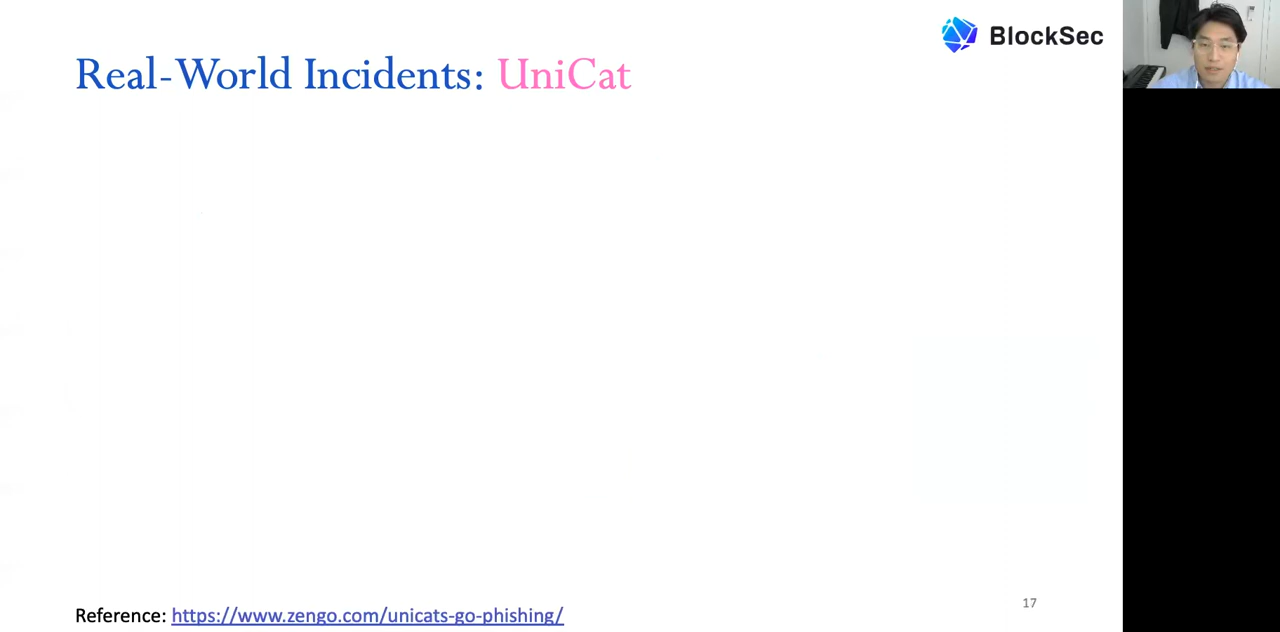 BlockSec
Real-World Incidents: UniCat
17
Reference: https://www.zengo.com/unicats-go-phishing/